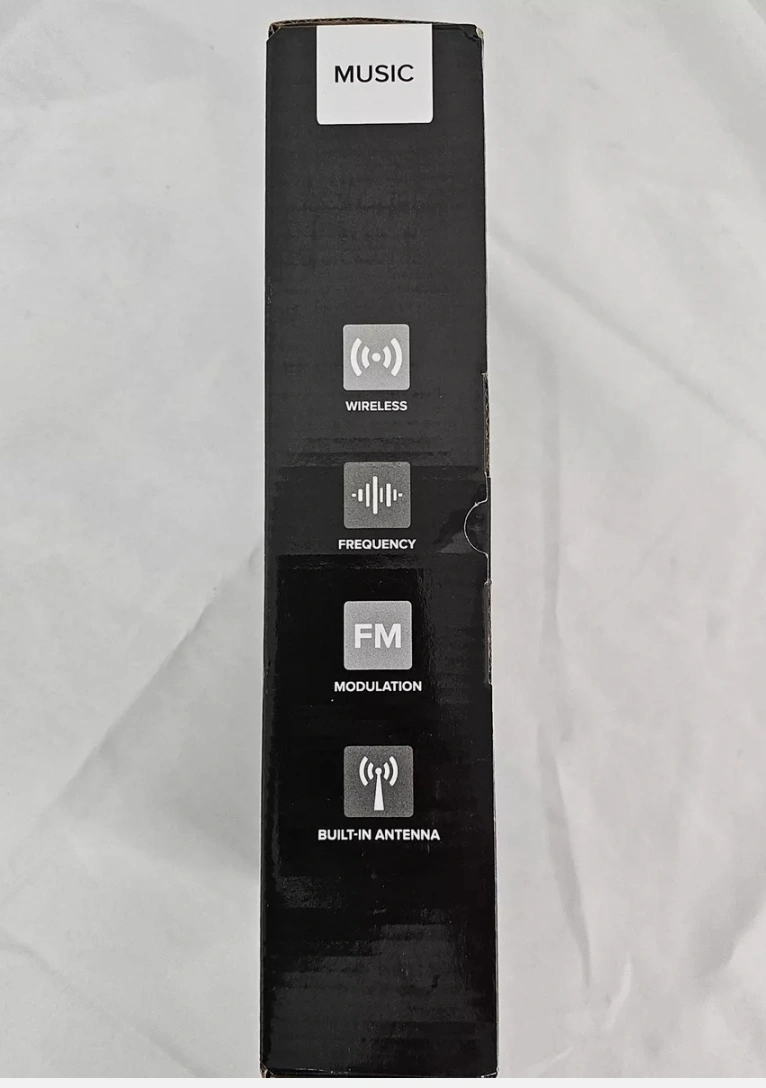 MUSIC
WIRELESS
FREQUENCY
FM
MODULATION
BUILT-IN ANTENNA